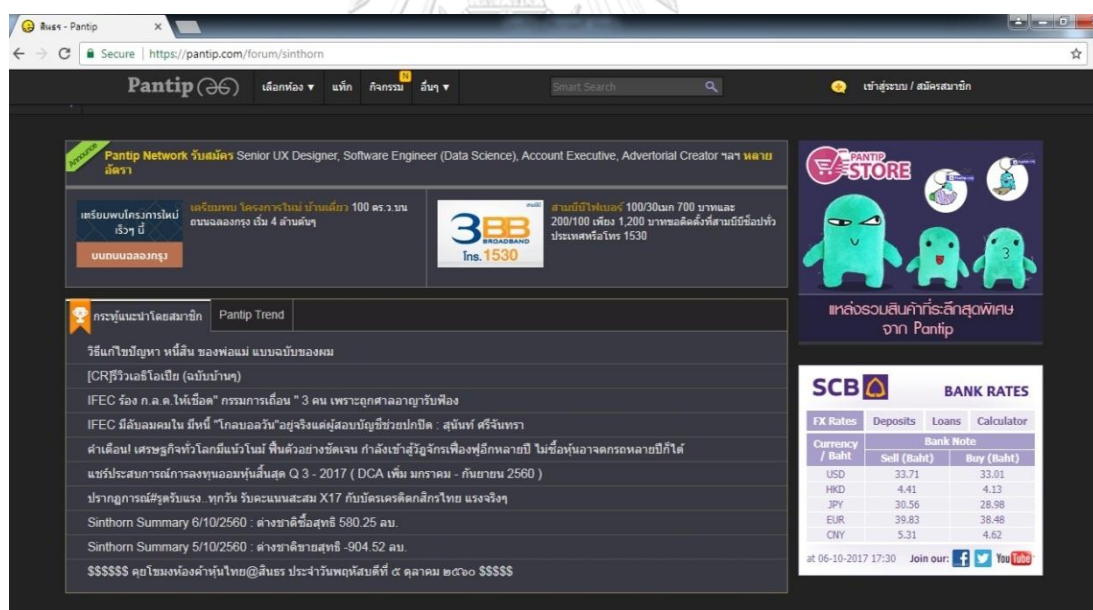 สินธร - Pantip
Secure | https://pantip.com/forum/sinthorn
Pantip เลือกห้อง ▼ แท็ก กิจกรรม N อื่นๆ ▼ Smart Search เข้าสู่ระบบ / สมัครสมาชิก
Announce
Pantip Network รับสมัคร Senior UX Designer, Software Engineer (Data Science), Account Executive, Advertorial Creator ฯลฯ หลาย
อัตรา
เตรียมพบโครงการใหม่
เร็วๆ นี้
บนถนนฉลองกรุง
เตรียมพบ โครงการใหม่ บ้านเดี่ยว 100 ตร.ว.บน
ถนนฉลองกรุง เริ่ม 4 ล้านต้นๆ
3BB
BROADBAND
โทร. 1530
สามบีบีไฟเบอร์ 100/30เมก 700 บาทและ
200/100 เพียง 1,200 บาทขอติดตั้งที่สามบีบีช็อปทั่ว
ประเทศหรือโทร 1530
PANTIP
STORE
แหล่งรวมสินค้าที่ระลึกสุดพิเศษ
จาก Pantip
กระทู้แนะนำโดยสมาชิก Pantip Trend
วิธีแก้ไขปัญหา หนี้สิน ของพ่อแม่ แบบฉบับของผม
[CR]รีวิวเอธิโอเปีย (ฉบับบ้านๆ)
IFEC ร้อง ก.ล.ต.ให้เชือด" กรรมการเถื่อน " 3 คน เพราะถูกศาลอาญารับฟ้อง
IFEC มีลับลมคมใน มีหนี้ "โกลบอลวัน"อยู่จริงแต่ผู้สอบบัญชีช่วยปกปิด : สุนันท์ ศรีจันทรา
คำเตือน! เศรษฐกิจทั่วโลกมีแนวโนม์ ฟื้นตัวอย่างชัดเจน กำลังเข้าสู้วัฎจักรเฟื่องฟูอีกหลายปี ไม่ซื้อหุ้นอาจตกรถหลายปีก็ได้
แชร์ประสบการณ์การลงทุนออมหุ้นสิ้นสุด Q 3 - 2017 ( DCA เพิ่ม มกราคม - กันยายน 2560 )
ปรากฏการณ์#รูดรับแรง..ทุกวัน รับคะแนนสะสม X17 กับบัตรเครดิตกสิกรไทย แรงจริงๆ
Sinthorn Summary 6/10/2560 : ต่างชาติซื้อสุทธิ 580.25 ลบ.
Sinthorn Summary 5/10/2560 : ต่างชาติขายสุทธิ -904.52 ลบ.
$$$$$$ คุยโขมงห้องค้าหุ้นไทย@สินธร ประจำวันพฤหัสบดีที่ ๕ ตุลาคม ๒๕๖๐ $$$$$
SCB BANK RATES
FX Rates Deposits Loans Calculator
Currency / Baht Bank Note
Sell (Baht) Buy (Baht)
USD 33.71 33.01
HKD 4.41 4.13
JPY 30.56 28.98
EUR 39.83 38.48
CNY 5.31 4.62
at 06-10-2017 17:30 Join our: f YouTube